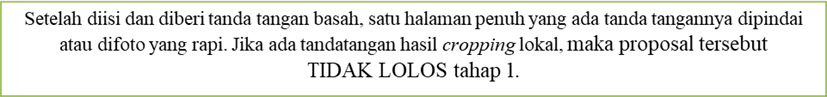 Setelah diisi dan diberi tanda tangan basah, satu halaman penuh yang ada tanda tangannya dipindai
atau difoto yang rapi. Jika ada tandatangan hasil cropping lokal, maka proposal tersebut
TIDAK LOLOS tahap 1.